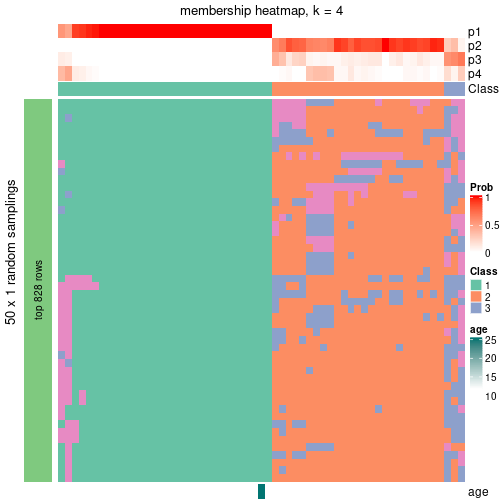 membership heatmap, k = 4
p1
p2
p3
p4
Class
50 x 1 random samplings
top 828 rows
Prob
1
0.5
0
Class
1
2
3
age
25
20
15
10
age